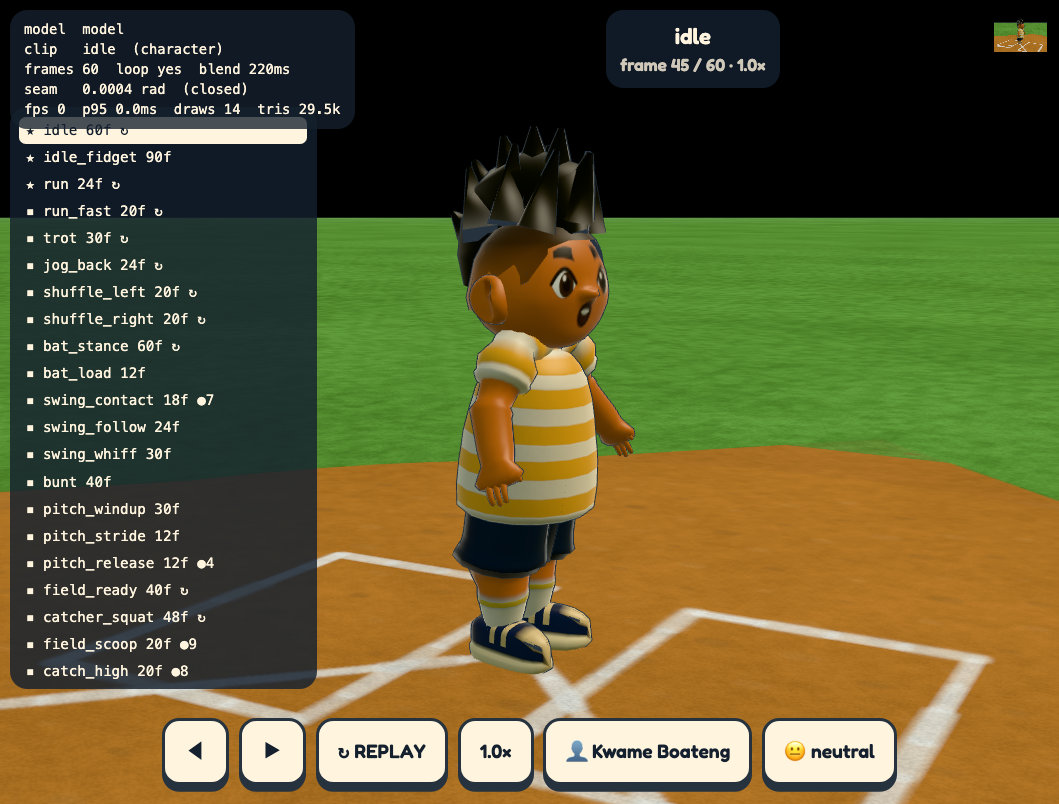 model model
clip idle (character)
frames 60 loop yes blend 220ms
seam 0.0004 rad (closed)
fps 0 p95 0.0ms draws 14 tris 29.5k
★ idle 60f ↻
★ idle_fidget 90f
★ run 24f ↻
▪ run_fast 20f ↻
▪ trot 30f ↻
▪ jog_back 24f ↻
▪ shuffle_left 20f ↻
▪ shuffle_right 20f ↻
▪ bat_stance 60f ↻
▪ bat_load 12f
▪ swing_contact 18f ●7
▪ swing_follow 24f
▪ swing_whiff 30f
▪ bunt 40f
▪ pitch_windup 30f
▪ pitch_stride 12f
▪ pitch_release 12f ●4
▪ field_ready 40f ↻
▪ catcher_squat 48f ↻
▪ field_scoop 20f ●9
▪ catch_high 20f ●8
idle
frame 45 / 60 · 1.0×
◀ ▶ ↻ REPLAY 1.0× 👤 Kwame Boateng 😐 neutral